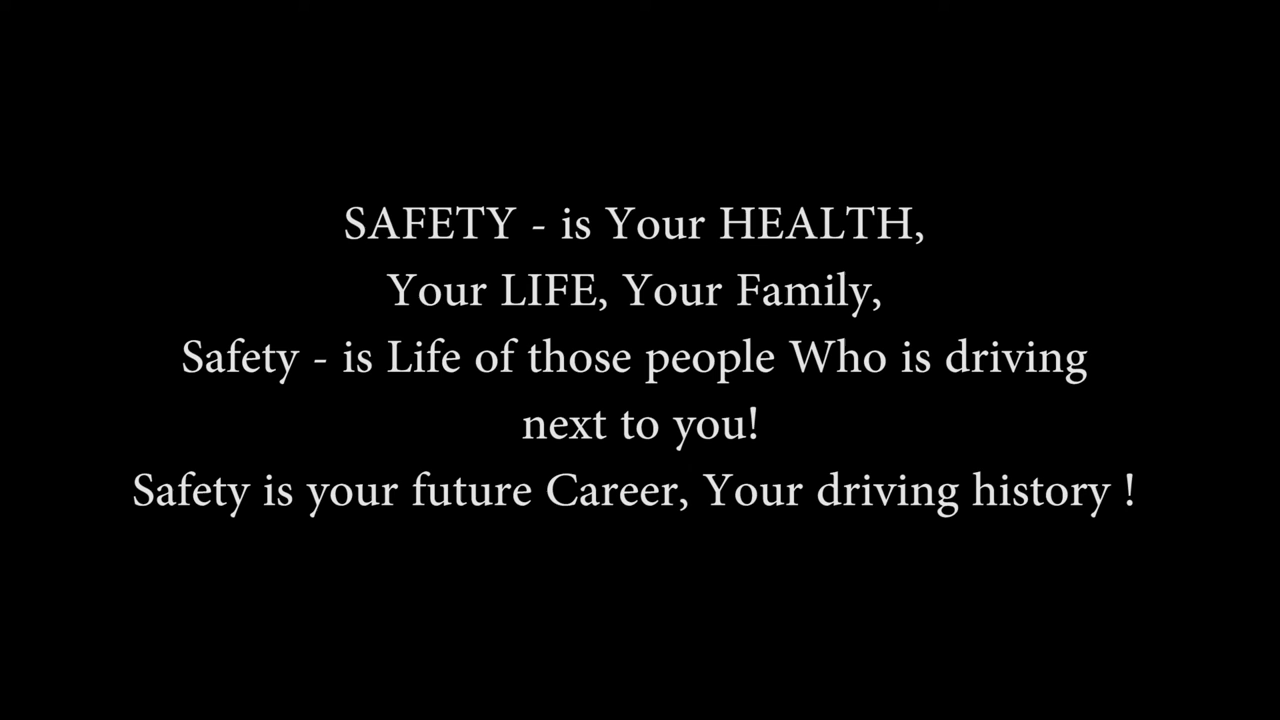 SAFETY - is Your HEALTH,
Your LIFE, Your Family,
Safety - is Life of those people Who is driving
next to you!
Safety is your future Career, Your driving history !